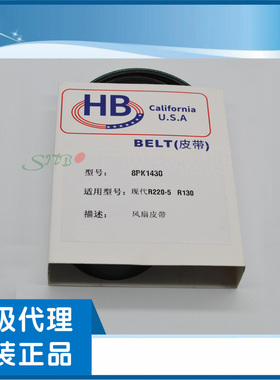 HB
California
U.S.A
BELT(皮带)
型号: 8PK1430
适用型号: 现代R220-5 R130
描述: 风扇皮带
级代理
装正品